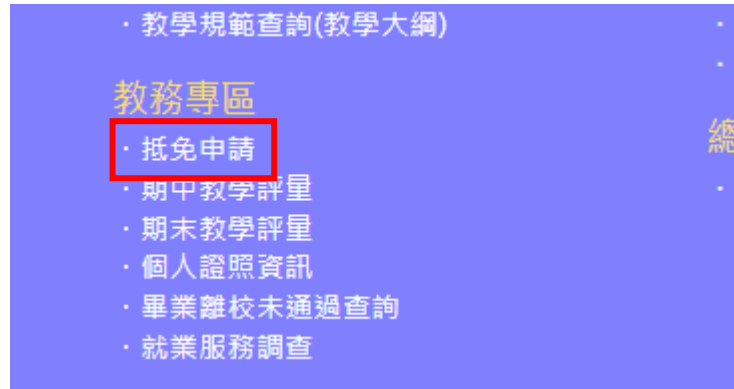 ・教學規範查詢(教學大綱)
教務專區
・抵免申請
・期中教學評量
・期末教學評量
・個人證照資訊
・畢業離校未通過查詢
・就業服務調查
總